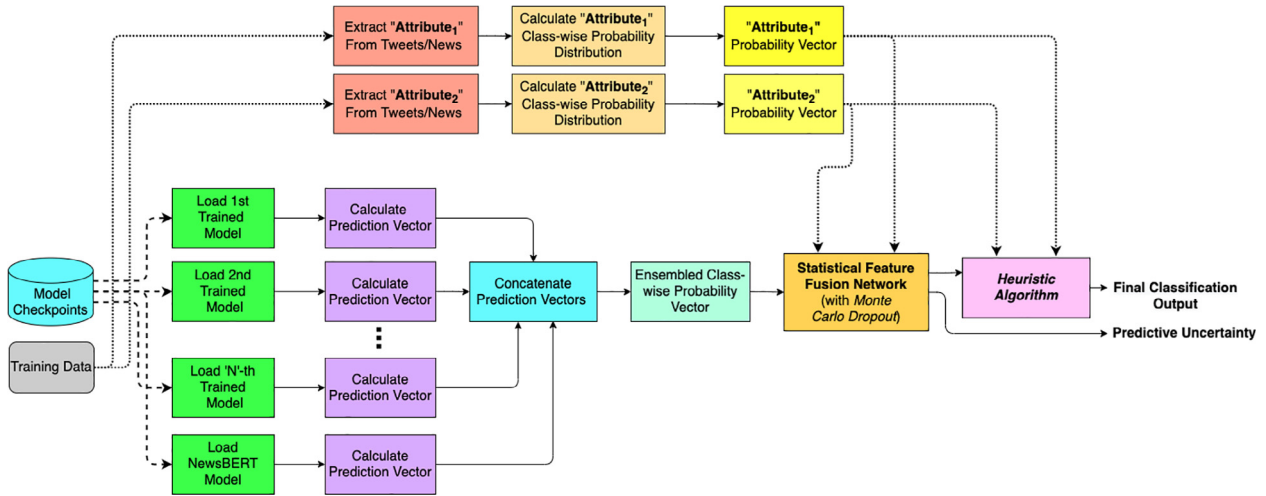 Extract "Attribute1"
From Tweets/News
Calculate "Attribute1"
Class-wise Probability
Distribution
"Attribute1"
Probability Vector
Extract "Attribute2"
From Tweets/News
Calculate "Attribute2"
Class-wise Probability
Distribution
"Attribute2"
Probability Vector
Model
Checkpoints
Training Data
Load 1st
Trained
Model
Calculate
Prediction Vector
Load 2nd
Trained
Model
Calculate
Prediction Vector
Load 'N'-th
Trained
Model
Calculate
Prediction Vector
Load
NewsBERT
Model
Calculate
Prediction Vector
Concatenate
Prediction Vectors
Ensembled Class-
wise Probability
Vector
Statistical Feature
Fusion Network
(with Monte
Carlo Dropout)
Heuristic
Algorithm
Final Classification
Output
Predictive Uncertainty